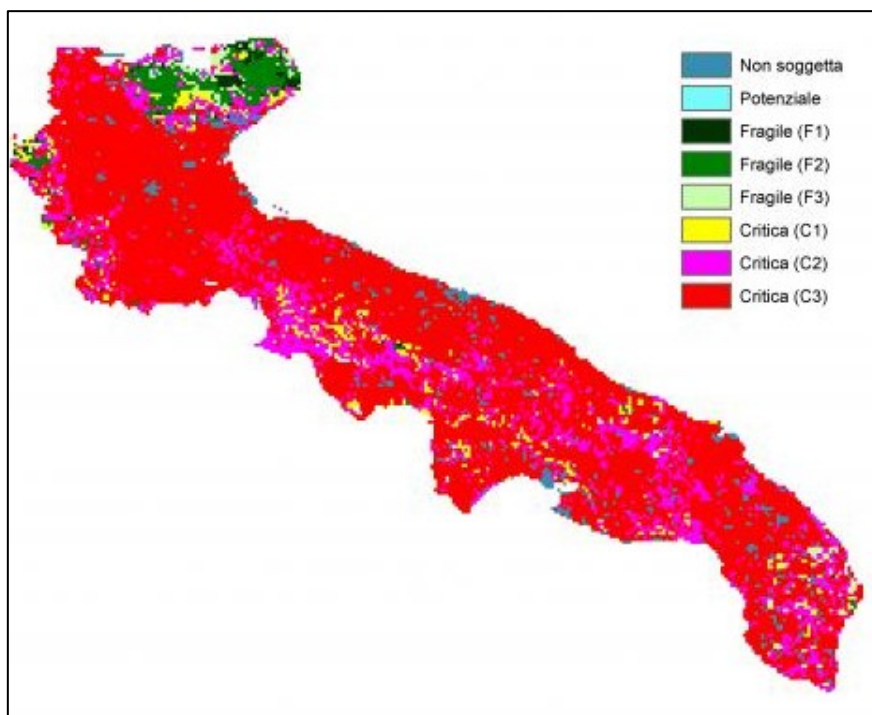 Non soggetta
Potenziale
Fragile (F1)
Fragile (F2)
Fragile (F3)
Critica (C1)
Critica (C2)
Critica (C3)